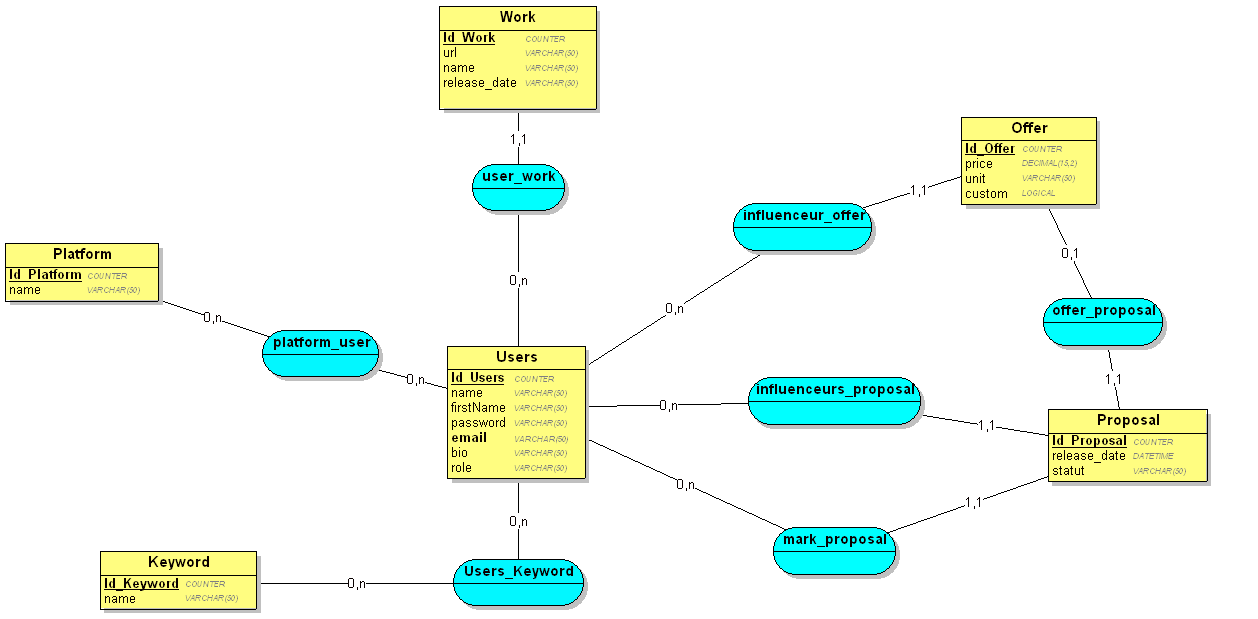 Work
Id_Work COUNTER
url VARCHAR(50)
name VARCHAR(50)
release_date VARCHAR(50)
1,1
user_work
0,n
Offer
Id_Offer COUNTER
price DECIMAL(15,2)
unit VARCHAR(50)
custom LOGICAL
1,1
influenceur_offer
0,n
0,1
offer_proposal
1,1
Platform
Id_Platform COUNTER
name VARCHAR(50)
0,n
platform_user
0,n
Users
Id_Users COUNTER
name VARCHAR(50)
firstName VARCHAR(50)
password VARCHAR(50)
email VARCHAR(50)
bio VARCHAR(50)
role VARCHAR(50)
0,n
influenceurs_proposal
1,1
Proposal
Id_Proposal COUNTER
release_date DATETIME
statut VARCHAR(50)
0,n
mark_proposal
1,1
0,n
Users_Keyword
0,n
Keyword
Id_Keyword COUNTER
name VARCHAR(50)